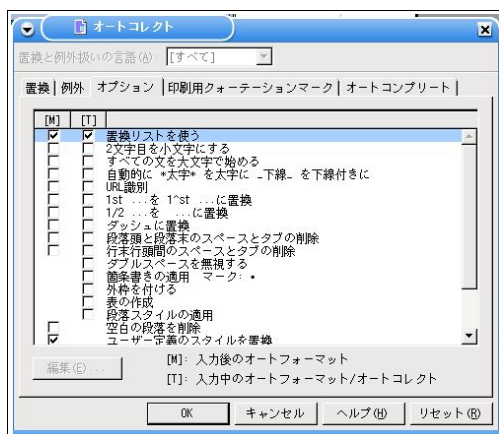 オートコレクト
置換と例外扱いの言語(A): [すべて]
置換 例外 オプション 印刷用クォーテーションマーク オートコンプリート
[M] [T]
置換リストを使う
2文字目を小文字にする
すべての文を大文字で始める
自動的に *太字* を太字に _下線_ を下線付きに
URL識別
1st ...を 1^st ...に置換
1/2 ...を ...に置換
ダッシュに置換
段落頭と段落末のスペースとタブの削除
行末行頭間のスペースとタブの削除
ダブルスペースを無視する
箇条書きの適用 マーク: •
外枠を付ける
表の作成
段落スタイルの適用
空白の段落を削除
ユーザー定義のスタイルを置換
編集(E)...
[M]: 入力後のオートフォーマット
[T]: 入力中のオートフォーマット/オートコレクト
OK キャンセル ヘルプ(H) リセット(R)